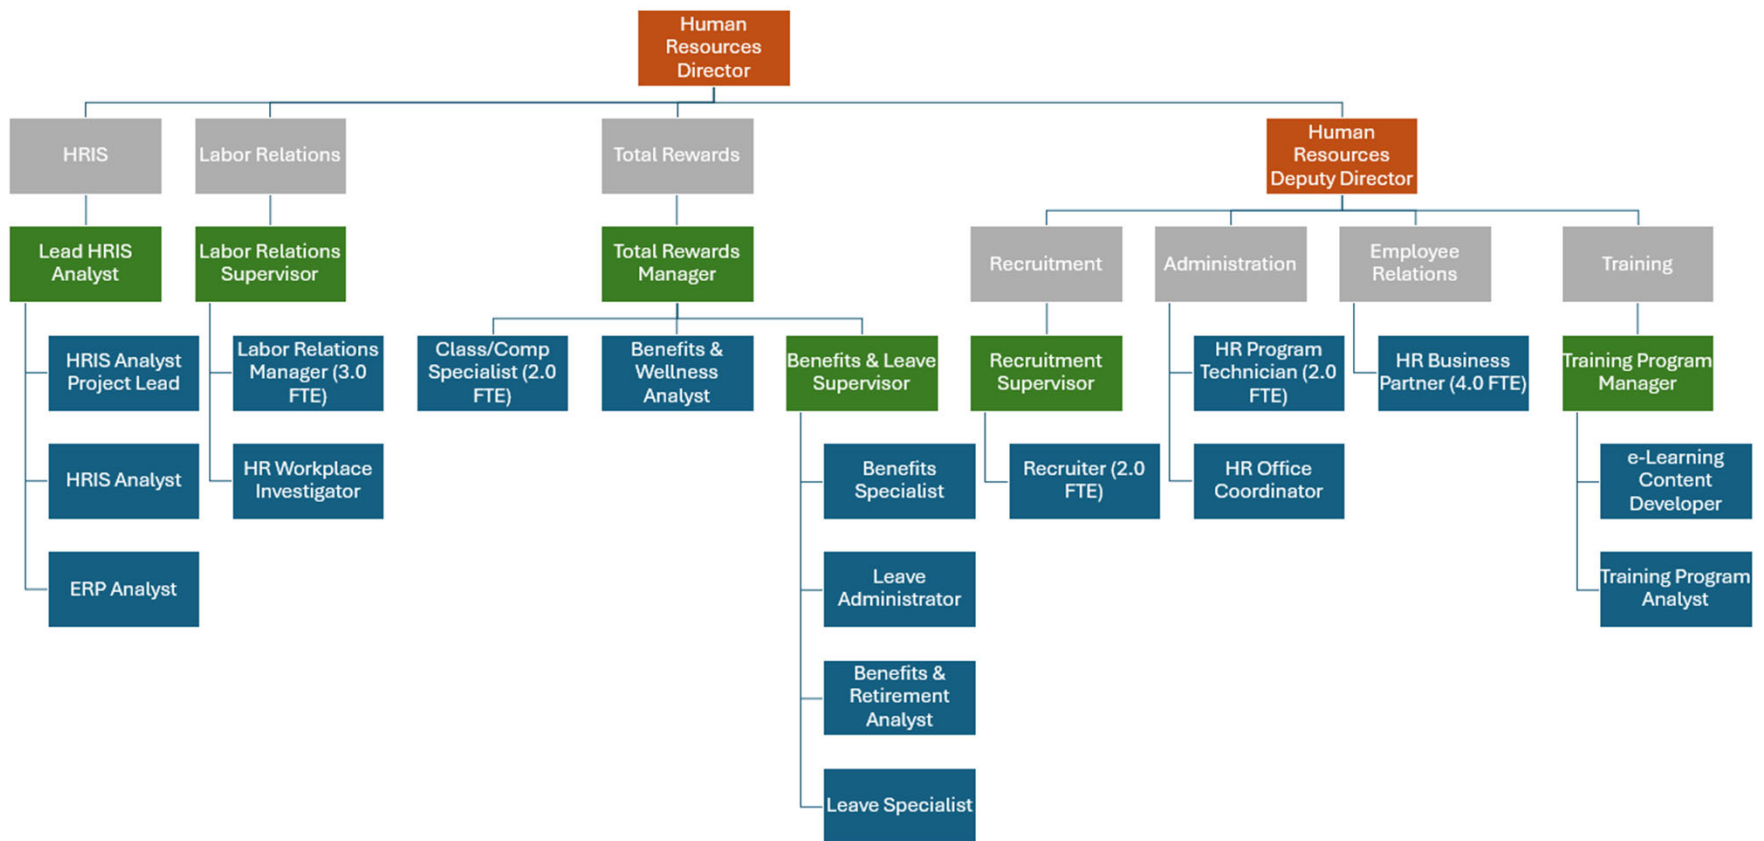 Human
Resources
Director
HRIS
Labor Relations
Total Rewards
Human
Resources
Deputy Director
Lead HRIS
Analyst
Labor Relations
Supervisor
Total Rewards
Manager
Recruitment
Administration
Employee
Relations
Training
HRIS Analyst
Project Lead
Labor Relations
Manager (3.0
FTE)
Class/Comp
Specialist (2.0
FTE)
Benefits &
Wellness
Analyst
Benefits & Leave
Supervisor
Recruitment
Supervisor
HR Program
Technician (2.0
FTE)
HR Business
Partner (4.0 FTE)
Training Program
Manager
HRIS Analyst
HR Workplace
Investigator
Benefits
Specialist
Recruiter (2.0
FTE)
HR Office
Coordinator
e-Learning
Content
Developer
ERP Analyst
Leave
Administrator
Training Program
Analyst
Benefits &
Retirement
Analyst
Leave Specialist